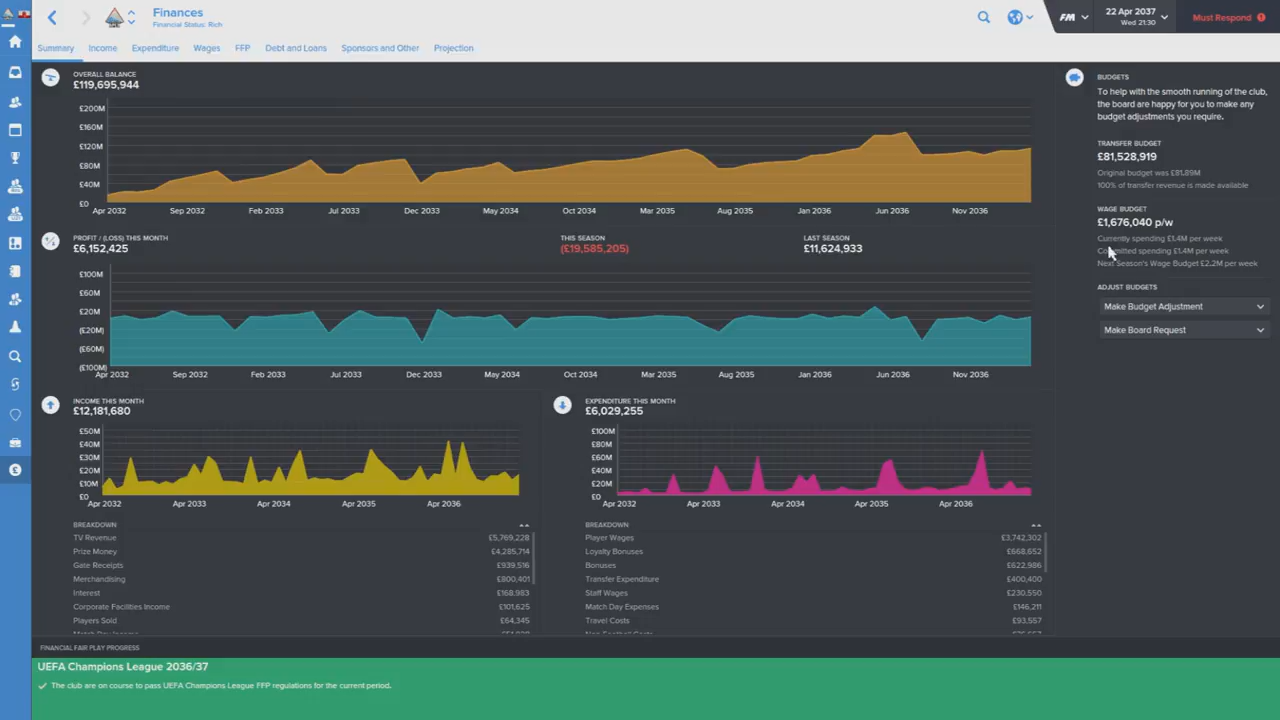 Finances
Financial Status: Rich
FM
22 Apr 2037
Wed 21:30
Must Respond
Summary
Income
Expenditure
Wages
FFP
Debt and Loans
Sponsors and Other
Projection
OVERALL BALANCE
£119,695,944
£200M
£160M
£120M
£80M
£40M
£0
Apr 2032
Sep 2032
Feb 2033
Jul 2033
Dec 2033
May 2034
Oct 2034
Mar 2035
Aug 2035
Jan 2036
Jun 2036
Nov 2036
PROFIT / (LOSS) THIS MONTH
£6,152,425
THIS SEASON
(£19,585,205)
LAST SEASON
£11,624,933
£100M
£60M
£20M
(£20M)
(£60M)
(£100M)
Apr 2032
Sep 2032
Feb 2033
Jul 2033
Dec 2033
May 2034
Oct 2034
Mar 2035
Aug 2035
Jan 2036
Jun 2036
Nov 2036
INCOME THIS MONTH
£12,181,680
£50M
£40M
£30M
£20M
£10M
£0
Apr 2032
Apr 2033
Apr 2034
Apr 2035
Apr 2036
BREAKDOWN
TV Revenue £5,769,228
Prize Money £4,285,714
Gate Receipts £939,516
Merchandising £800,401
Interest £168,983
Corporate Facilities Income £101,625
Players Sold £64,345
EXPENDITURE THIS MONTH
£6,029,255
£100M
£80M
£60M
£40M
£20M
£0
Apr 2032
Apr 2033
Apr 2034
Apr 2035
Apr 2036
BREAKDOWN
Player Wages £3,742,302
Loyalty Bonuses £668,652
Bonuses £622,986
Transfer Expenditure £400,400
Staff Wages £230,550
Match Day Expenses £146,211
Travel Costs £93,557
BUDGETS
To help with the smooth running of the club,
the board are happy for you to make any
budget adjustments you require.
TRANSFER BUDGET
£81,528,919
Original budget was £81.89M
100% of transfer revenue is made available
WAGE BUDGET
£1,676,040 p/w
Currently spending £1.4M per week
Committed spending £1.4M per week
Next Season's Wage Budget £2.2M per week
ADJUST BUDGETS
Make Budget Adjustment
Make Board Request
FINANCIAL FAIR PLAY PROGRESS
UEFA Champions League 2036/37
The club are on course to pass UEFA Champions League FFP regulations for the current period.